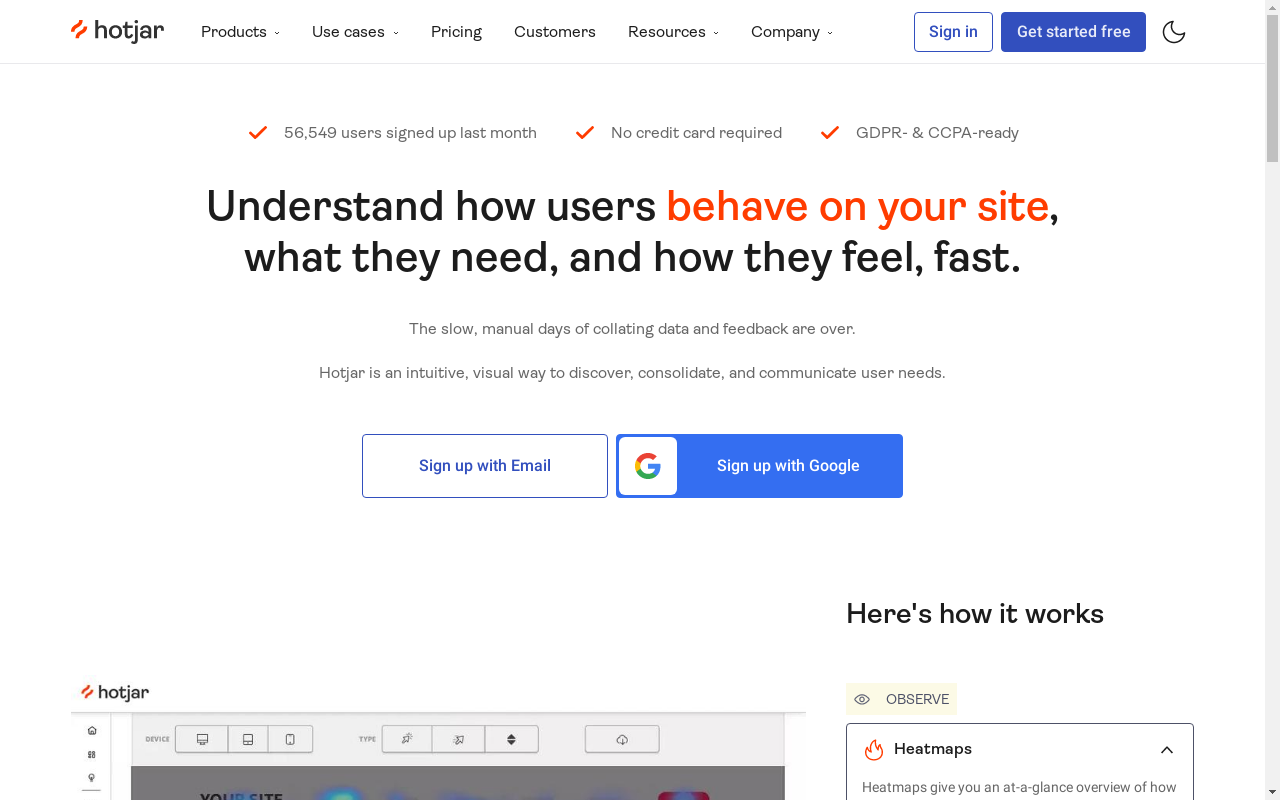 hotjar
Products
Use cases
Pricing
Customers
Resources
Company
Sign in
Get started free
56,549 users signed up last month
No credit card required
GDPR- & CCPA-ready
Understand how users behave on your site,
what they need, and how they feel, fast.
The slow, manual days of collating data and feedback are over.
Hotjar is an intuitive, visual way to discover, consolidate, and communicate user needs.
Sign up with Email
Sign up with Google
Here's how it works
hotjar
DEVICE
TYPE
YOUR SITE
OBSERVE
Heatmaps
Heatmaps give you an at-a-glance overview of how